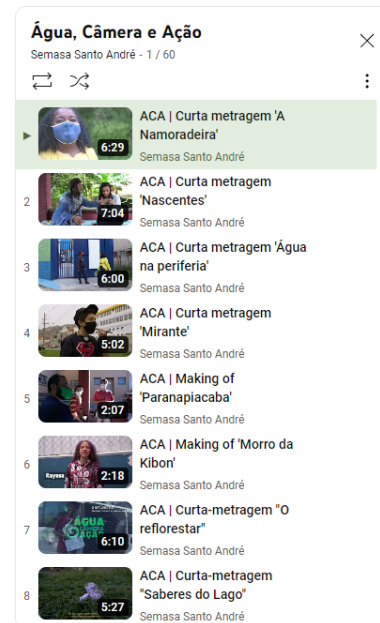 Água, Câmera e Ação
Semasa Santo André - 1 / 60
ACA | Curta metragem 'A
Namoradeira'
Semasa Santo André
6:29
2
ACA | Curta metragem
'Nascentes'
Semasa Santo André
7:04
3
ACA | Curta metragem 'Água
na periferia'
Semasa Santo André
6:00
4
ACA | Curta metragem
'Mirante'
Semasa Santo André
5:02
5
ACA | Making of
'Paranapiacaba'
Semasa Santo André
2:07
6
ACA | Making of 'Morro da
Kibon'
Semasa Santo André
Rayssa
2:18
7
ACA | Curta-metragem "O
reflorestar"
Semasa Santo André
ÁGUA
CÂMERA
AÇÃO
6:10
8
ACA | Curta-metragem
"Saberes do Lago"
Semasa Santo André
5:27